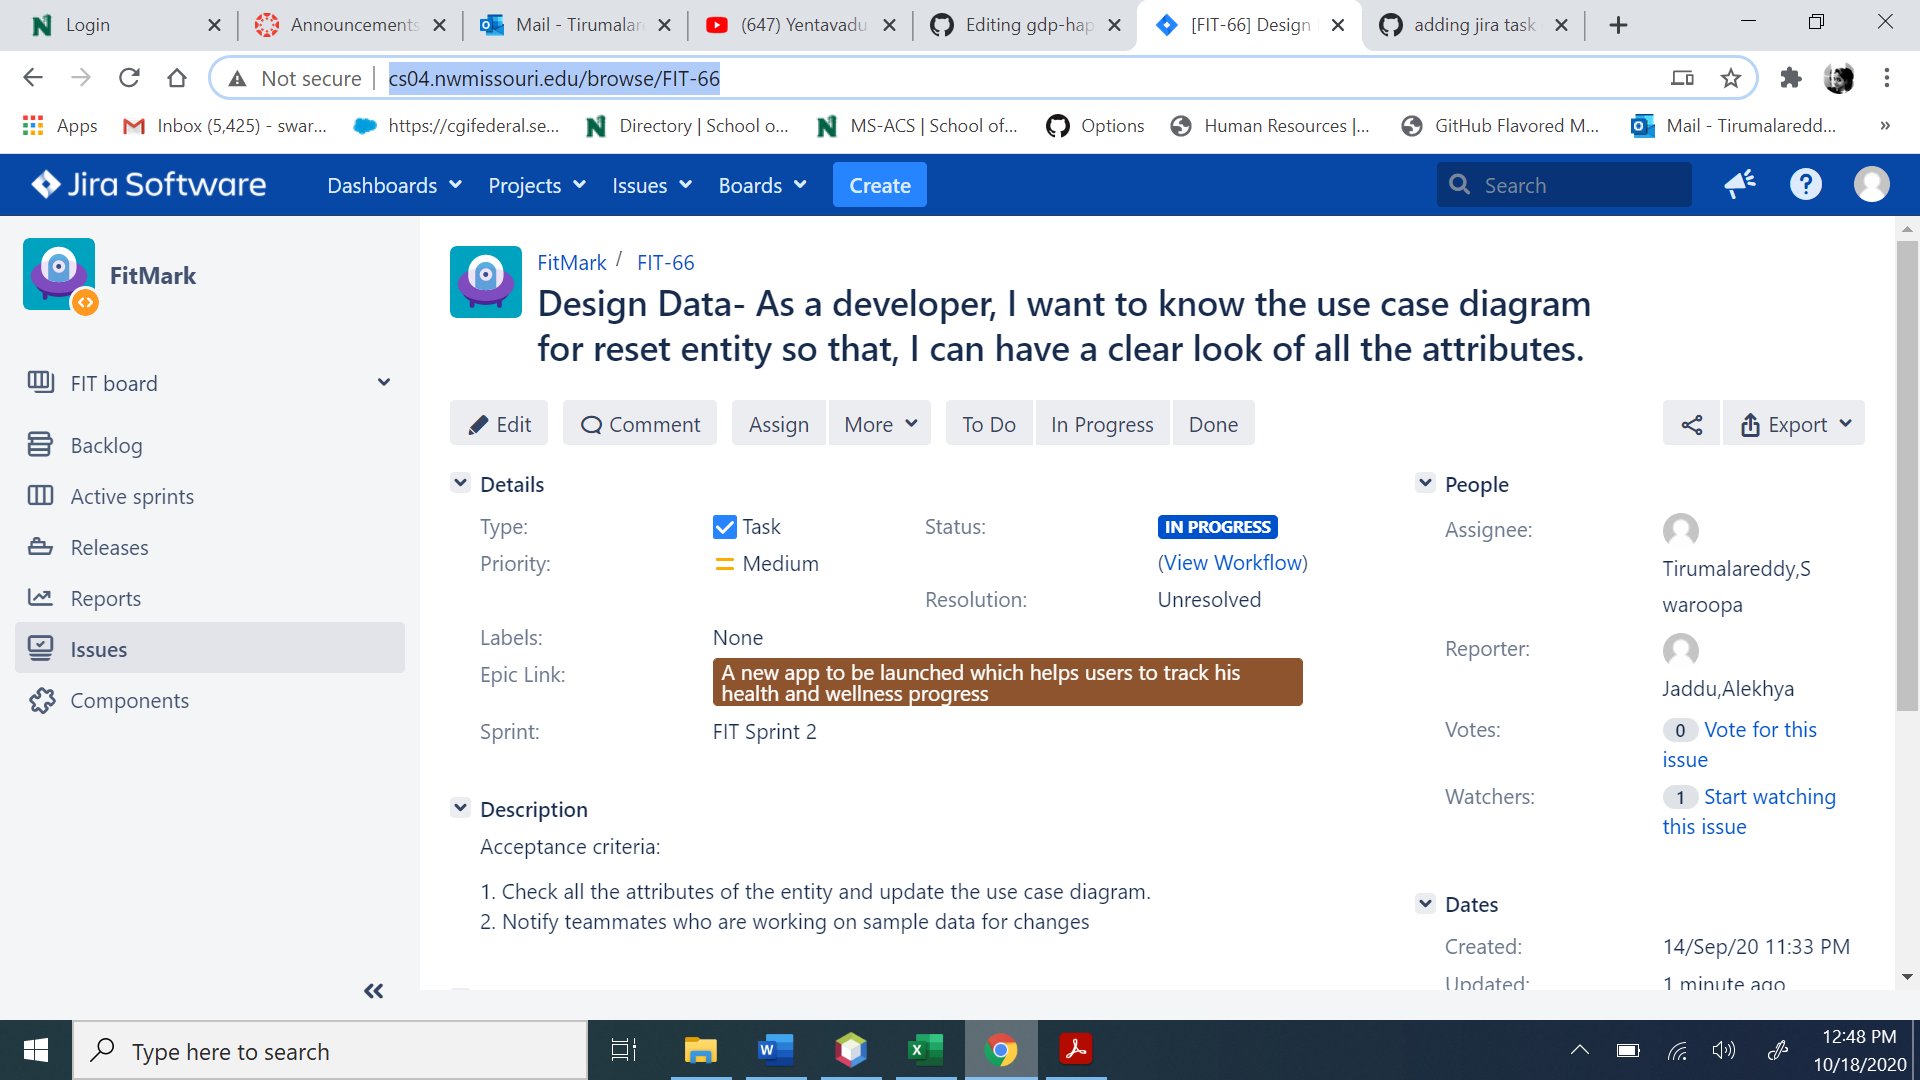 Login
Announcements
Mail - Tirumalar
(647) Yentavadu
Editing gdp-hap
[FIT-66] Design
adding jira task
Not secure
cs04.nwmissouri.edu/browse/FIT-66
Apps
Inbox (5,425) - swar...
https://cgifederal.se...
Directory | School o...
MS-ACS | School of...
Options
Human Resources |...
GitHub Flavored M...
Mail - Tirumalaredd...
»
Jira Software
Dashboards
Projects
Issues
Boards
Create
Search
FitMark
FIT board
Backlog
Active sprints
Releases
Reports
Issues
Components
FitMark / FIT-66
Design Data- As a developer, I want to know the use case diagram
for reset entity so that, I can have a clear look of all the attributes.
Edit
Comment
Assign
More
To Do
In Progress
Done
Export
Details
Type: Task
Status: IN PROGRESS
Priority: Medium
(View Workflow)
Resolution: Unresolved
Labels: None
Epic Link: A new app to be launched which helps users to track his
health and wellness progress
Sprint: FIT Sprint 2
Description
Acceptance criteria:
1. Check all the attributes of the entity and update the use case diagram.
2. Notify teammates who are working on sample data for changes
People
Assignee:
Tirumalareddy,S
waroopa
Reporter:
Jaddu,Alekhya
Votes: 0 Vote for this
issue
Watchers: 1 Start watching
this issue
Dates
Created: 14/Sep/20 11:33 PM
Updated: 1 minute ago
Type here to search
12:48 PM
10/18/2020